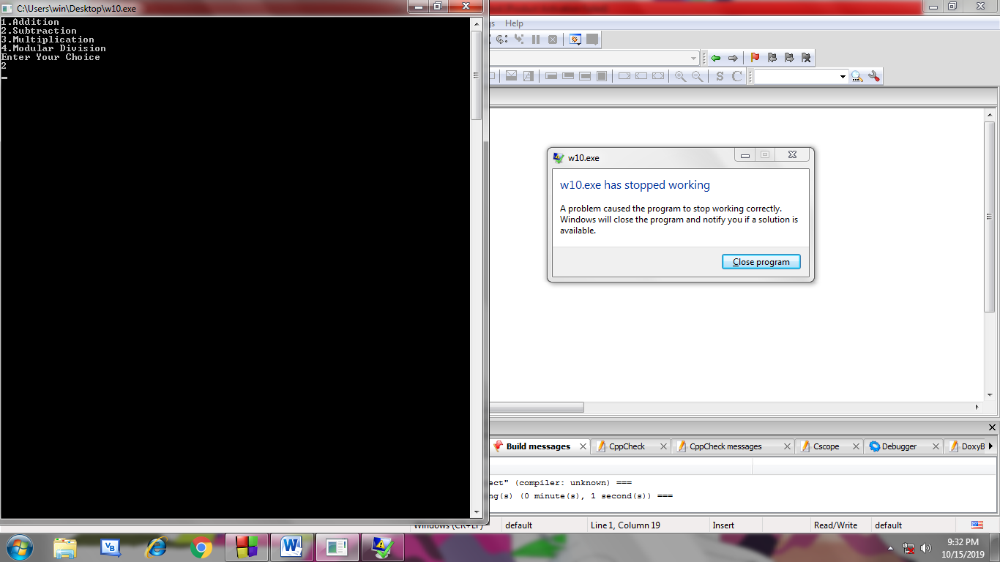 C:\Users\win\Desktop\w10.exe
1.Addition
2.Subtraction
3.Multiplication
4.Modular Division
Enter Your Choice
2
Help
S C
w10.exe
w10.exe has stopped working
A problem caused the program to stop working correctly.
Windows will close the program and notify you if a solution is
available.
Close program
Build messages CppCheck CppCheck messages Cscope Debugger DoxyB
ect" (compiler: unknown) ===
ng(s) (0 minute(s), 1 second(s)) ===
Windows (CR+LF) default Line 1, Column 19 Insert Read/Write default
VB
W
9:32 PM
10/15/2019